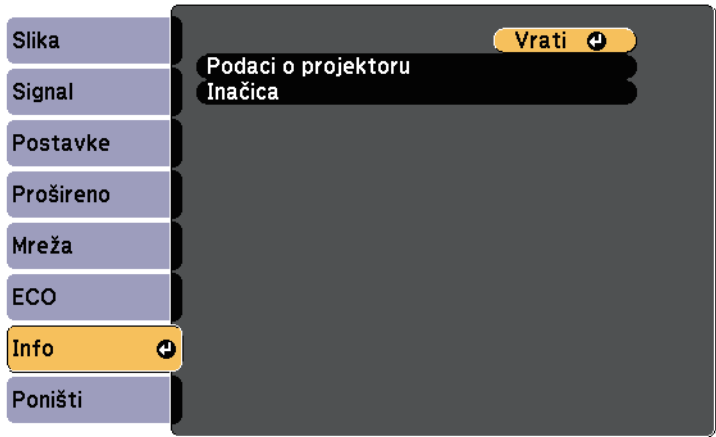 Slika
Signal
Postavke
Prošireno
Mreža
ECO
Info
Poništi
Vrati
Podaci o projektoru
Inačica